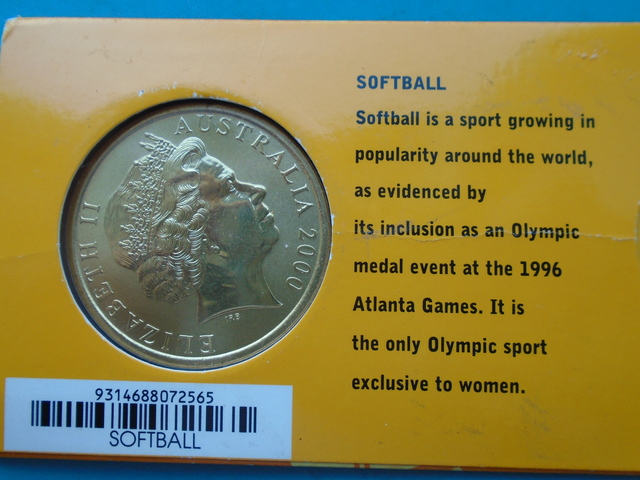 ELIZABETH II AUSTRALIA 2000
IRB
SOFTBALL
Softball is a sport growing in
popularity around the world,
as evidenced by
its inclusion as an Olympic
medal event at the 1996
Atlanta Games. It is
the only Olympic sport
exclusive to women.
9314688072565
SOFTBALL